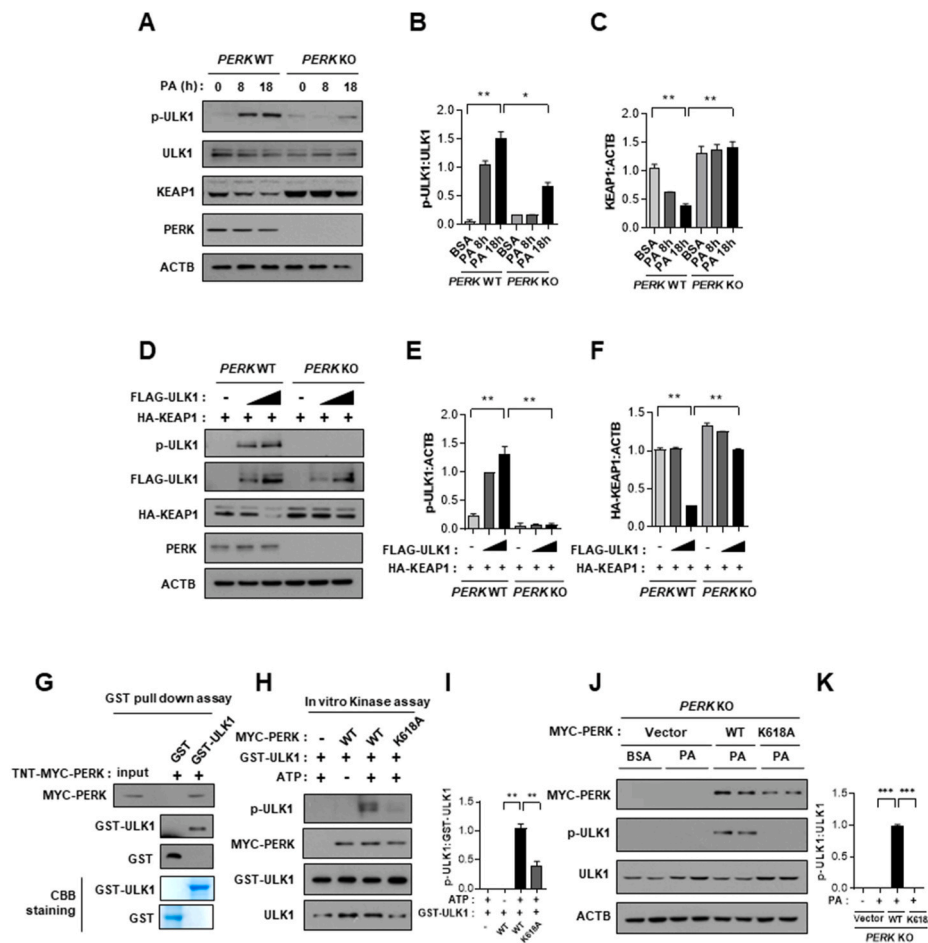 A
PERK WT PERK KO
PA (h) : 0 8 18 0 8 18
p-ULK1
ULK1
KEAP1
PERK
ACTB
B
** *
p-ULK1:ULK1
2.0
1.5
1.0
0.5
0.0
BSA PA 8h PA 18h BSA PA 8h PA 18h
PERK WT PERK KO
C
** **
KEAP1:ACTB
2.0
1.5
1.0
0.5
0.0
BSA PA 8h PA 18h BSA PA 8h PA 18h
PERK WT PERK KO
D
PERK WT PERK KO
FLAG-ULK1 : - -
HA-KEAP1 : + + + + + +
p-ULK1
FLAG-ULK1
HA-KEAP1
PERK
ACTB
E
** **
p-ULK1:ACTB
2.0
1.5
1.0
0.5
0.0
FLAG-ULK1 : - -
HA-KEAP1 : + + + + + +
PERK WT PERK KO
F
** **
HA-KEAP1:ACTB
2.0
1.5
1.0
0.5
0.0
FLAG-ULK1 : - -
HA-KEAP1 : + + + + + +
PERK WT PERK KO
G
GST pull down assay
GST GST-ULK1
TNT-MYC-PERK : input + +
MYC-PERK
GST-ULK1
GST
CBB staining
GST-ULK1
GST
H
In vitro Kinase assay
MYC-PERK : - WT WT K618A
GST-ULK1 : + + + +
ATP : + - + +
p-ULK1
MYC-PERK
GST-ULK1
ULK1
I
** **
p-ULK1:GST-ULK1
1.5
1.0
0.5
0.0
ATP : + - + +
GST-ULK1 : + + + +
- WT WT K618A
J
PERK KO
MYC-PERK : Vector WT K618A
BSA PA PA PA
MYC-PERK
p-ULK1
ULK1
ACTB
K
*** ***
p-ULK1:ULK1
1.5
1.0
0.5
0.0
PA : - + + +
Vector WT K618
PERK KO